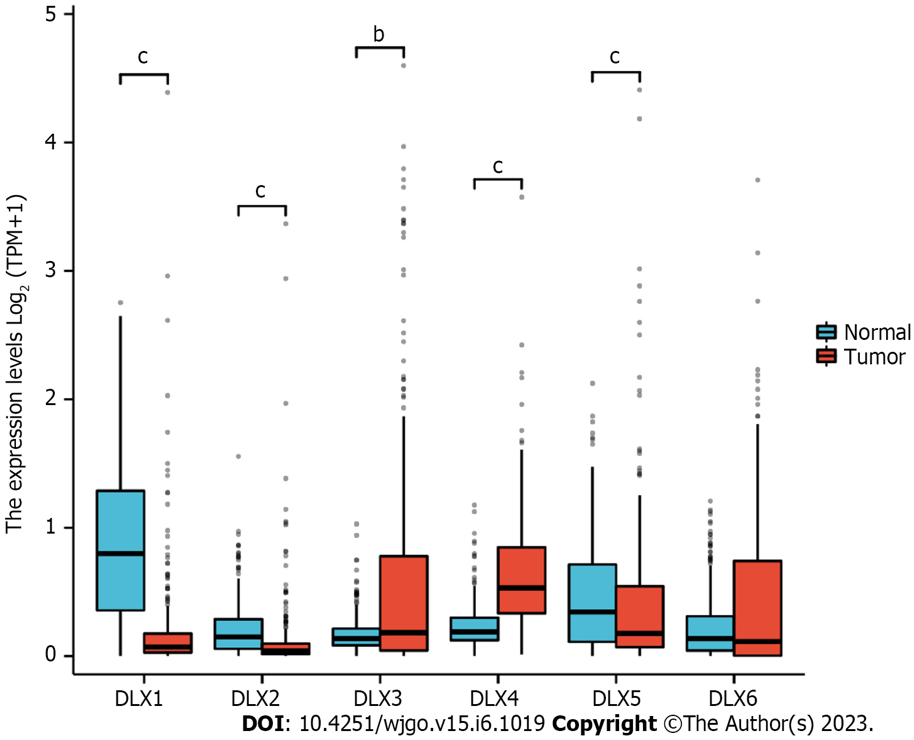 The expression levels Log₂ (TPM+1)
5
4
3
2
1
0
c
c
b
c
c
DLX1 DLX2 DLX3 DLX4 DLX5 DLX6
Normal
Tumor
DOI: 10.4251/wjgo.v15.i6.1019 Copyright ©The Author(s) 2023.